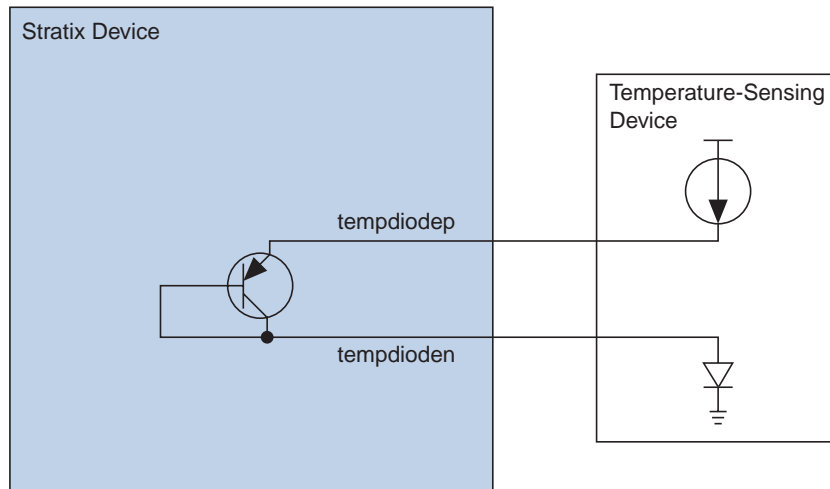 Stratix Device
Temperature-Sensing
Device
tempdiodep
tempdioden